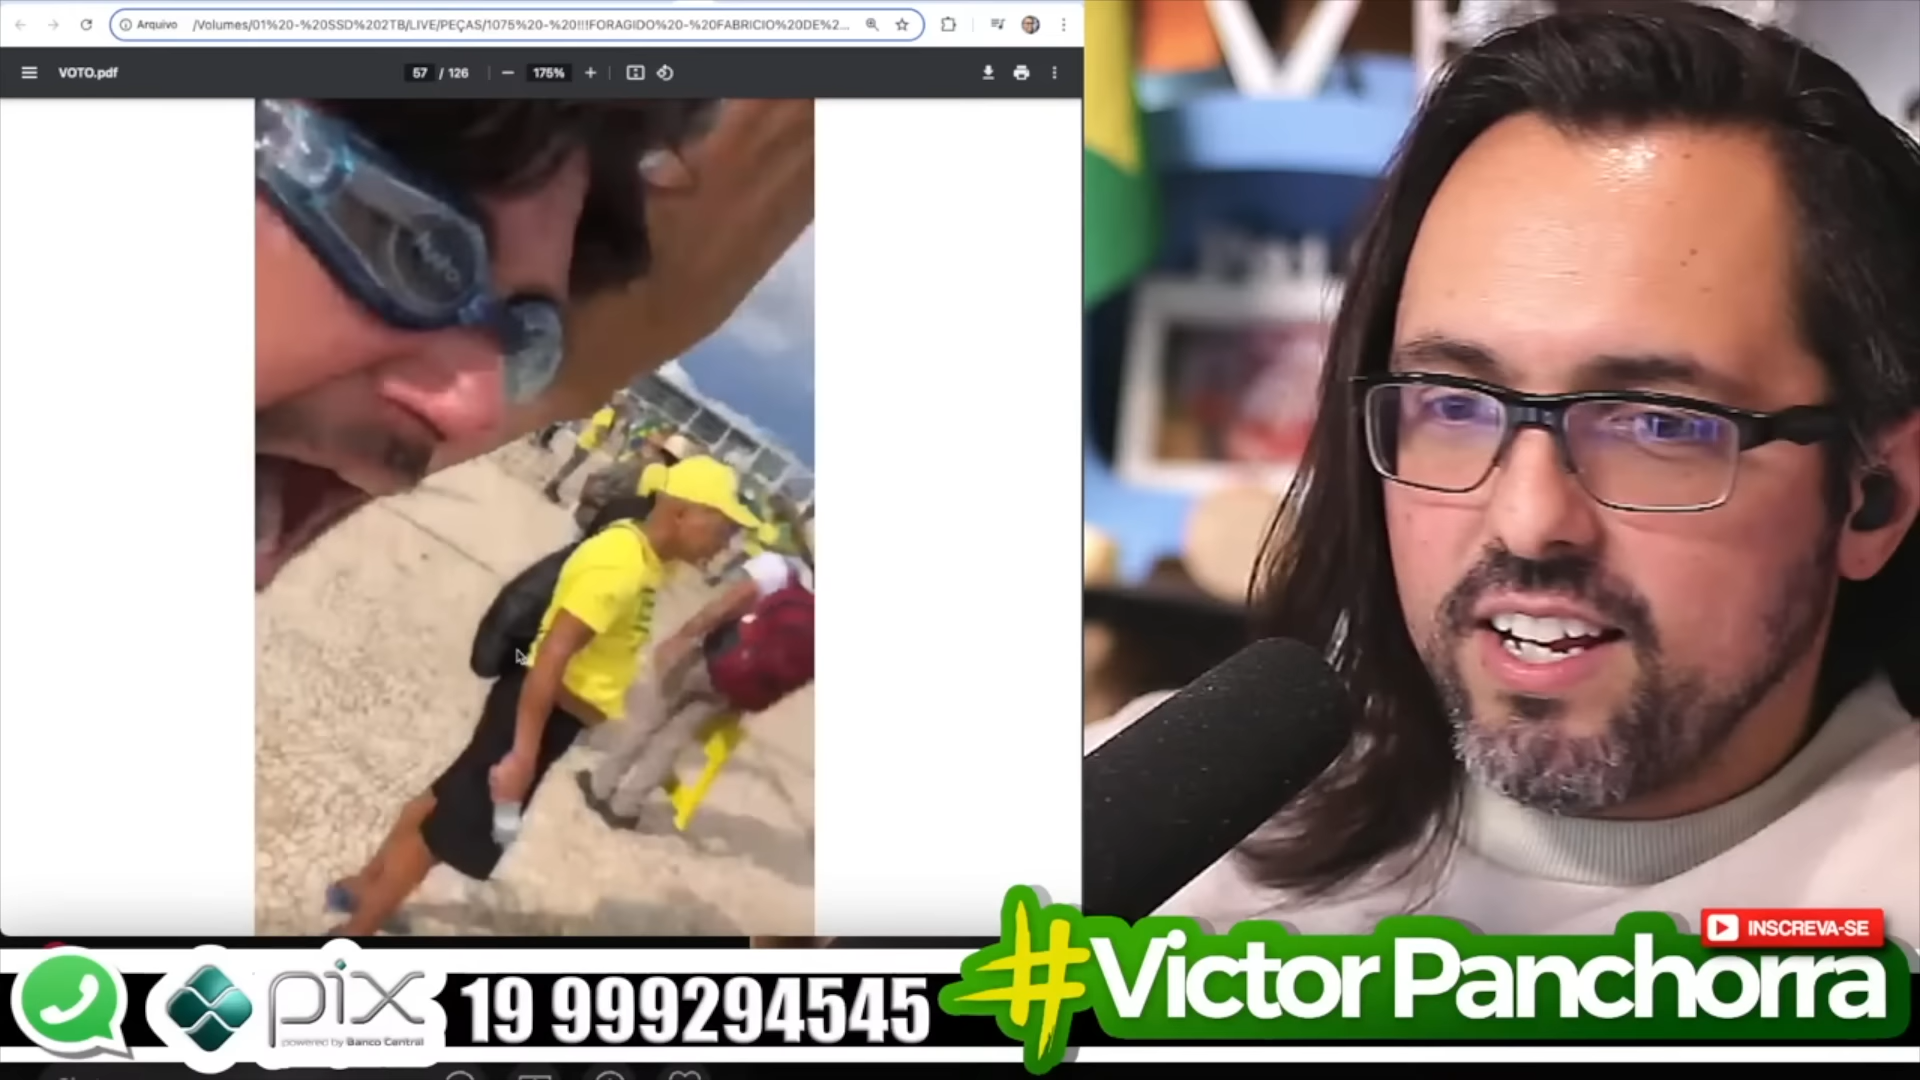 Arquivo /Volumes/01%20-%20SSD%202TB/LIVE/PEÇAS/1075%20-%20!!!FORAGIDO%20-%20FABRICIO%20DE%2...
VOTO.pdf 57 / 126 175%
INSCREVA-SE
pix
powered by Banco Central
19 999294545
#Victor Panchorra